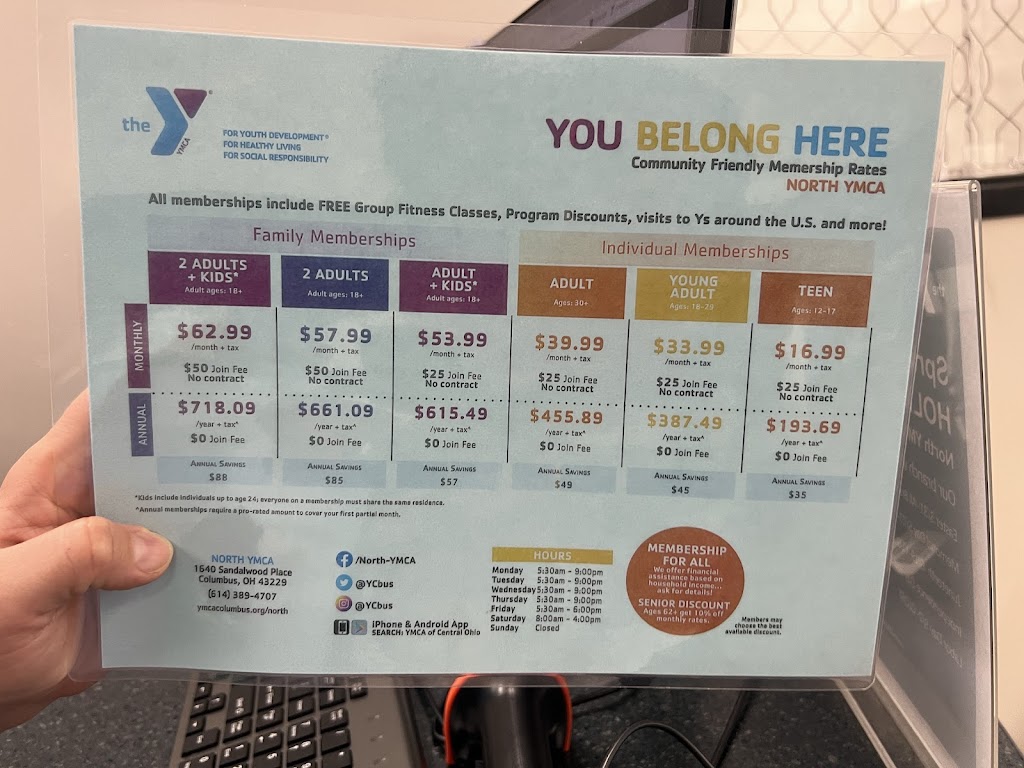 the
YMCA
FOR YOUTH DEVELOPMENT®
FOR HEALTHY LIVING
FOR SOCIAL RESPONSIBILITY
YOU BELONG HERE
Community Friendly Memership Rates
NORTH YMCA
All memberships include FREE Group Fitness Classes, Program Discounts, visits to Ys around the U.S. and more!
Family Memberships
Individual Memberships
2 ADULTS
+ KIDS*
Adult ages: 18+
2 ADULTS
Adult ages: 18+
ADULT
+ KIDS*
Adult ages: 18+
ADULT
Ages: 30+
YOUNG
ADULT
Ages: 18-29
TEEN
Ages: 12-17
MONTHLY
$62.99
/month + tax
$50 Join Fee
No contract
$57.99
/month + tax
$50 Join Fee
No contract
$53.99
/month + tax
$25 Join Fee
No contract
$39.99
/month + tax
$25 Join Fee
No contract
$33.99
/month + tax
$25 Join Fee
No contract
$16.99
/month + tax
$25 Join Fee
No contract
ANNUAL
$718.09
/year + tax^
$0 Join Fee
$661.09
/year + tax^
$0 Join Fee
$615.49
/year + tax^
$0 Join Fee
$455.89
/year + tax^
$0 Join Fee
$387.49
/year + tax^
$0 Join Fee
$193.69
/year + tax^
$0 Join Fee
ANNUAL SAVINGS
$88
ANNUAL SAVINGS
$85
ANNUAL SAVINGS
$57
ANNUAL SAVINGS
$49
ANNUAL SAVINGS
$45
ANNUAL SAVINGS
$35
*Kids include individuals up to age 24; everyone on a membership must share the same residence.
^Annual memberships require a pro-rated amount to cover your first partial month.
NORTH YMCA
1640 Sandalwood Place
Columbus, OH 43229
(614) 389-4707
ymcacolumbus.org/north
/North-YMCA
@YCbus
@YCbus
iPhone & Android App
SEARCH: YMCA of Central Ohio
HOURS
Monday 5:30am - 9:00pm
Tuesday 5:30am - 9:00pm
Wednesday 5:30am - 9:00pm
Thursday 5:30am - 9:00pm
Friday 5:30am - 6:00pm
Saturday 8:00am - 4:00pm
Sunday Closed
MEMBERSHIP
FOR ALL
We offer financial
assistance based on
household income...
ask for details!
SENIOR DISCOUNT
Ages 62+ get 10% off
monthly rates.
Members may
choose the best
available discount.